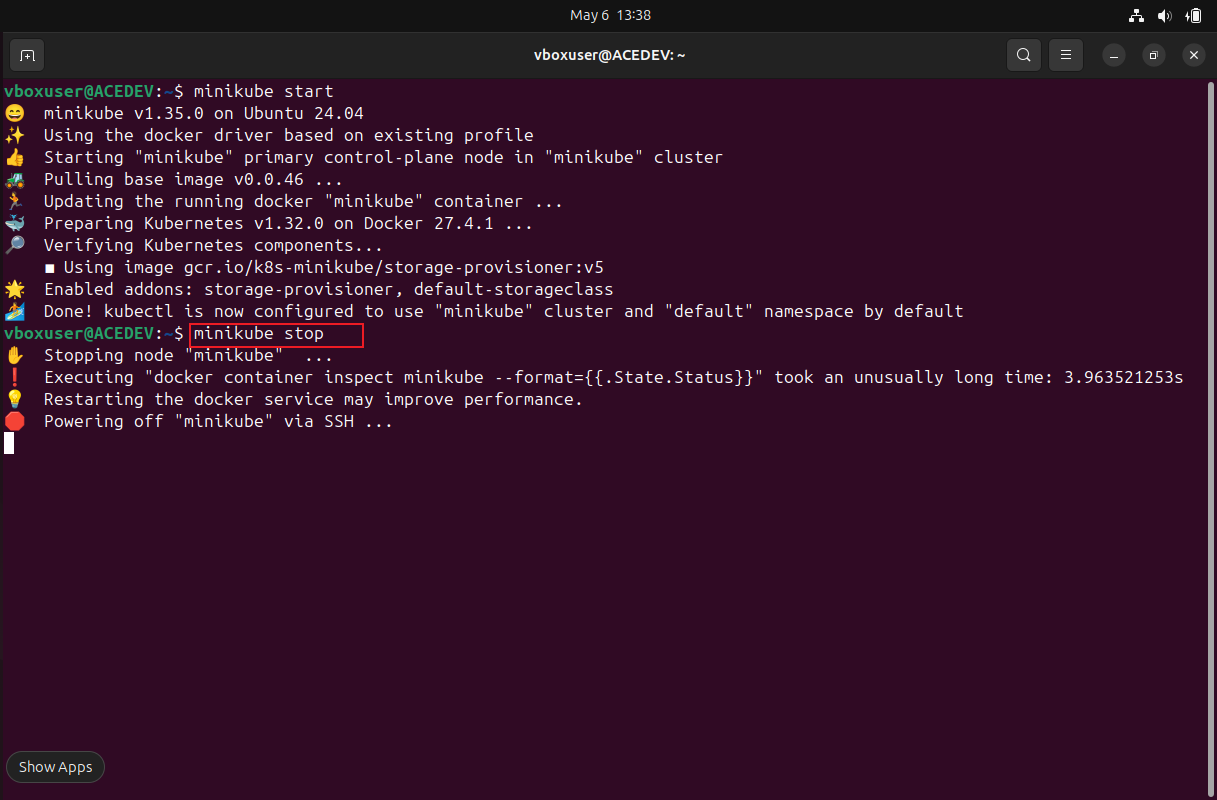 May 6 13:38
vboxuser@ACEDEV: ~
vboxuser@ACEDEV:~$ minikube start
😄 minikube v1.35.0 on Ubuntu 24.04
✨ Using the docker driver based on existing profile
👍 Starting "minikube" primary control-plane node in "minikube" cluster
🚜 Pulling base image v0.0.46 ...
🏃 Updating the running docker "minikube" container ...
🐳 Preparing Kubernetes v1.32.0 on Docker 27.4.1 ...
🔎 Verifying Kubernetes components...
■ Using image gcr.io/k8s-minikube/storage-provisioner:v5
🌟 Enabled addons: storage-provisioner, default-storageclass
🏄 Done! kubectl is now configured to use "minikube" cluster and "default" namespace by default
vboxuser@ACEDEV:~$ minikube stop
✋ Stopping node "minikube" ...
❗ Executing "docker container inspect minikube --format={{.State.Status}}" took an unusually long time: 3.963521253s
💡 Restarting the docker service may improve performance.
🛑 Powering off "minikube" via SSH ...
Show Apps